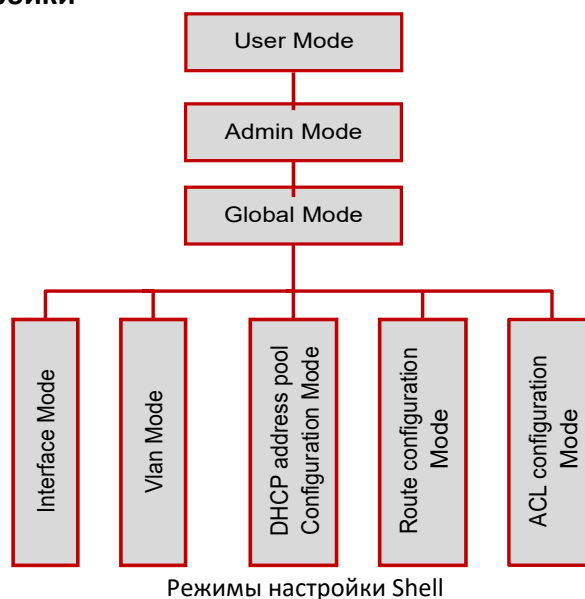 User Mode
Admin Mode
Global Mode
Interface Mode
Vlan Mode
DHCP address pool
Configuration Mode
Route configuration
Mode
ACL configuration
Mode
Режимы настройки Shell